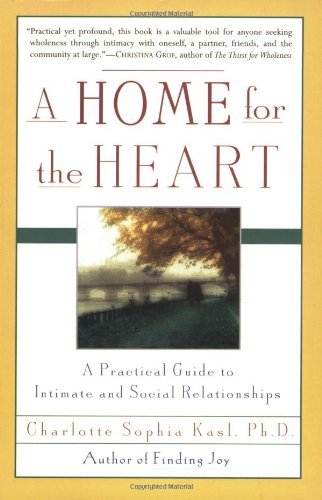 "Practical yet profound, this book is a valuable tool for anyone seeking
wholeness through intimacy with oneself, a partner, friends, and the
community at large."—CHRISTINA GROF, author of The Thirst for Wholeness
A HOME for
the HEART
A Practical Guide to
Intimate and Social Relationships
Charlotte Sophia Kasl, Ph.D.
Author of Finding Joy